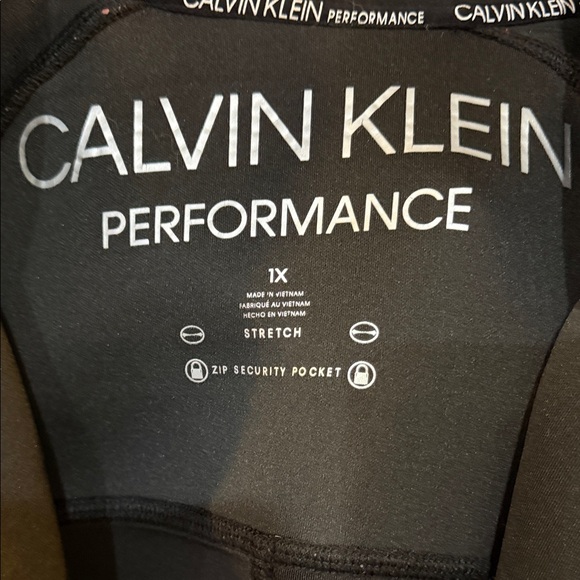 CALVIN KLEIN PERFORMANCE CALVIN KLEIN
CALVIN KLEIN
PERFORMANCE
1X
MADE IN VIETNAM
FABRIQUÉ AU VIETNAM
HECHO EN VIETNAM
STRETCH
ZIP SECURITY POCKET